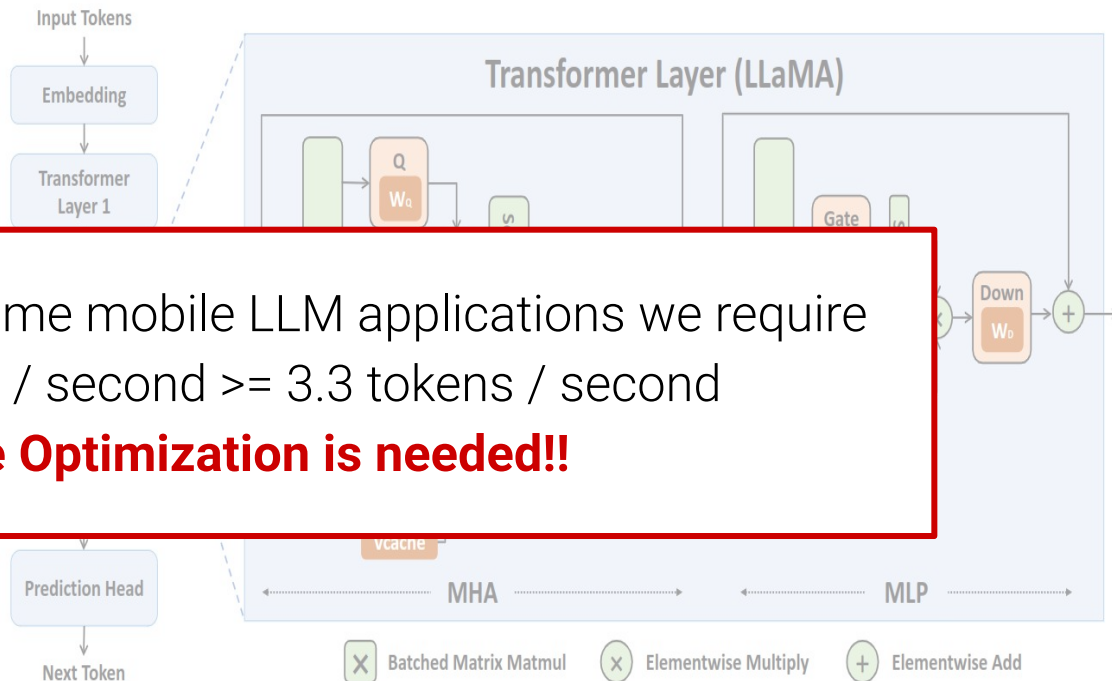 Input Tokens
Embedding
Transformer
Layer 1
Transformer Layer (LLaMA)
Q
WQ
Gate
mobile LLM applications we require
/ second >= 3.3 tokens / second
Optimization is needed!!
Down
WD
Vcache
Prediction Head
Next Token
MHA
MLP
Batched Matrix Matmul
Elementwise Multiply
Elementwise Add